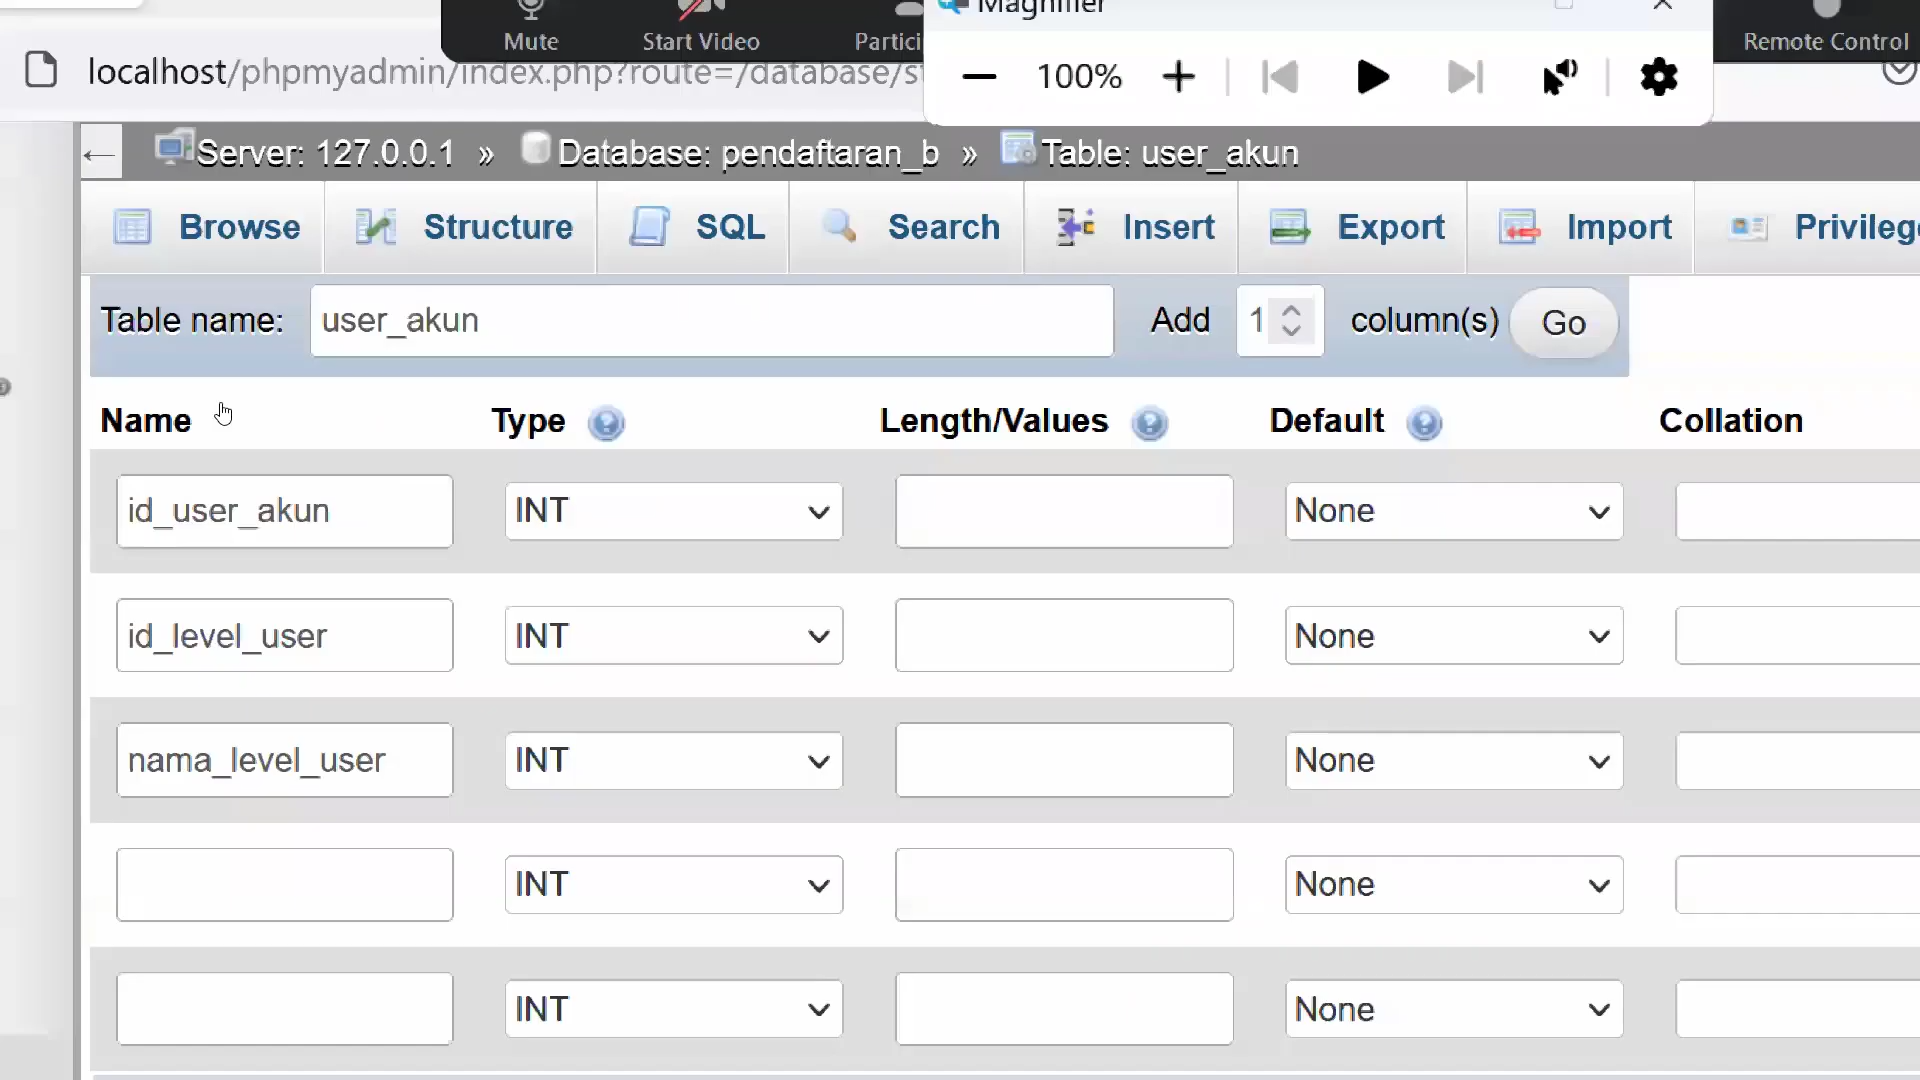 Magnifier
Mute Start Video Partici Remote Control
localhost/phpmyadmin/index.php?route=/database/s
100%
Server: 127.0.0.1 » Database: pendaftaran_b » Table: user_akun
Browse Structure SQL Search Insert Export Import Privileg
Table name: user_akun Add 1 column(s) Go
Name Type Length/Values Default Collation
id_user_akun INT None
id_level_user INT None
nama_level_user INT None
INT None
INT None